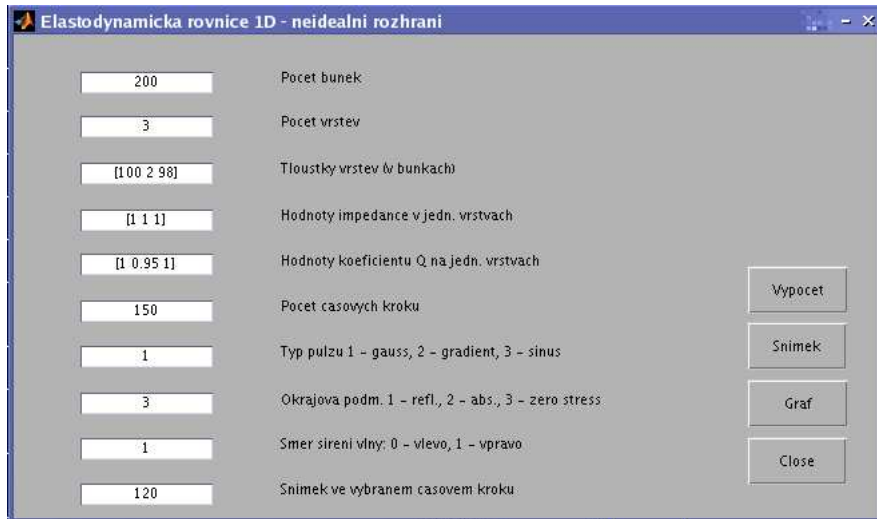 Elastodynamicka rovnice 1D - neidealni rozhrani
200 Pocet bunek
3 Pocet vrstev
[100 2 98] Tloustky vrstev (v bunkach)
[1 1 1] Hodnoty impedance v jedn. vrstvach
[1 0.95 1] Hodnoty koeficientu Q na jedn. vrstvach
150 Pocet casovych kroku
1 Typ pulzu 1 - gauss, 2 - gradient, 3 - sinus
3 Okrajova podm. 1 - refl., 2 - abs., 3 - zero stress
1 Smer sireni vlny: 0 - vlevo, 1 - vpravo
120 Snimek ve vybranem casovem kroku
Vypocet
Snimek
Graf
Close